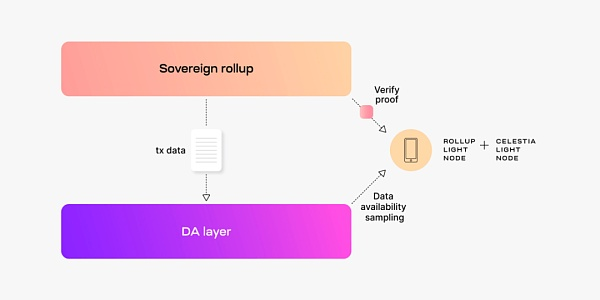 Sovereign rollup
Verify
proof
tx data
ROLLUP
LIGHT
NODE
+
CELESTIA
LIGHT
NODE
DA layer
Data
availability
sampling